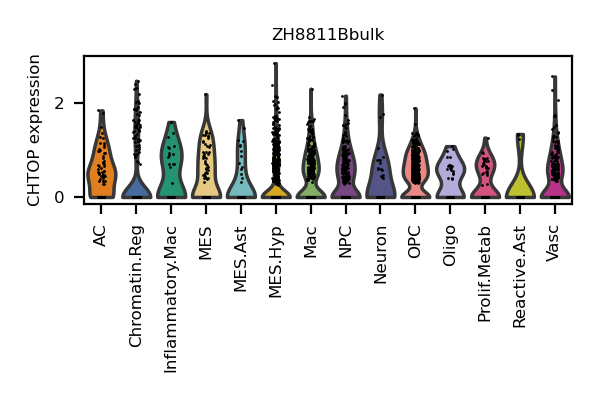 ZH8811Bbulk
CHTOP expression
2
0
AC
Chromatin.Reg
Inflammatory.Mac
MES
MES.Ast
MES.Hyp
Mac
NPC
Neuron
OPC
Oligo
Prolif.Metab
Reactive.Ast
Vasc